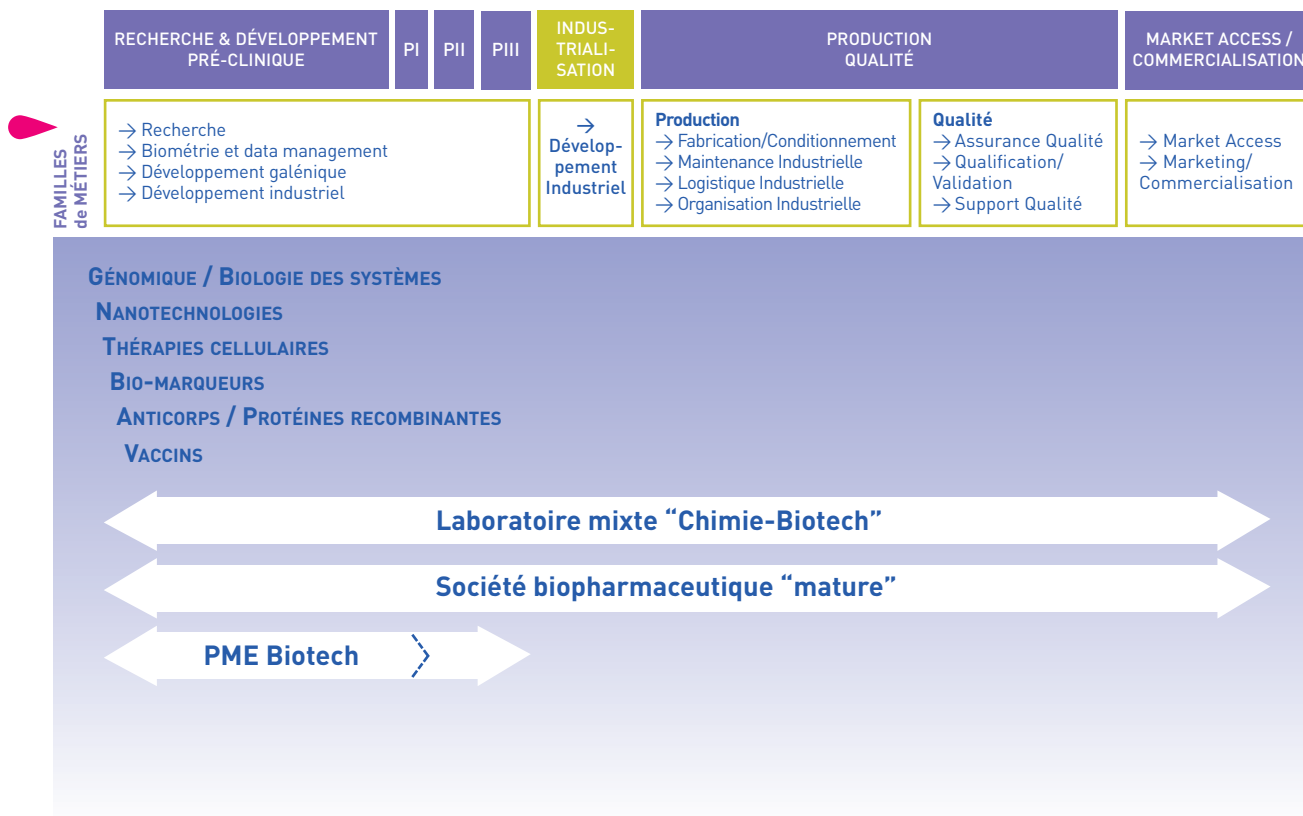 RECHERCHE & DÉVELOPPEMENT
PRÉ-CLINIQUE
PI
PII
PIII
INDUS-
TRIALI-
SATION
PRODUCTION
QUALITÉ
MARKET ACCESS /
COMMERCIALISATION
FAMILLES
de MÉTIERS
→ Recherche
→ Biométrie et data management
→ Développement galénique
→ Développement industriel
→
Dévelop-
pement
Industriel
Production
→ Fabrication/Conditionnement
→ Maintenance Industrielle
→ Logistique Industrielle
→ Organisation Industrielle
Qualité
→ Assurance Qualité
→ Qualification/
Validation
→ Support Qualité
→ Market Access
→ Marketing/
Commercialisation
GÉNOMIQUE / BIOLOGIE DES SYSTÈMES
NANOTECHNOLOGIES
THÉRAPIES CELLULAIRES
BIO-MARQUEURS
ANTICORPS / PROTÉINES RECOMBINANTES
VACCINS
Laboratoire mixte “Chimie-Biotech”
Société biopharmaceutique “mature”
PME Biotech